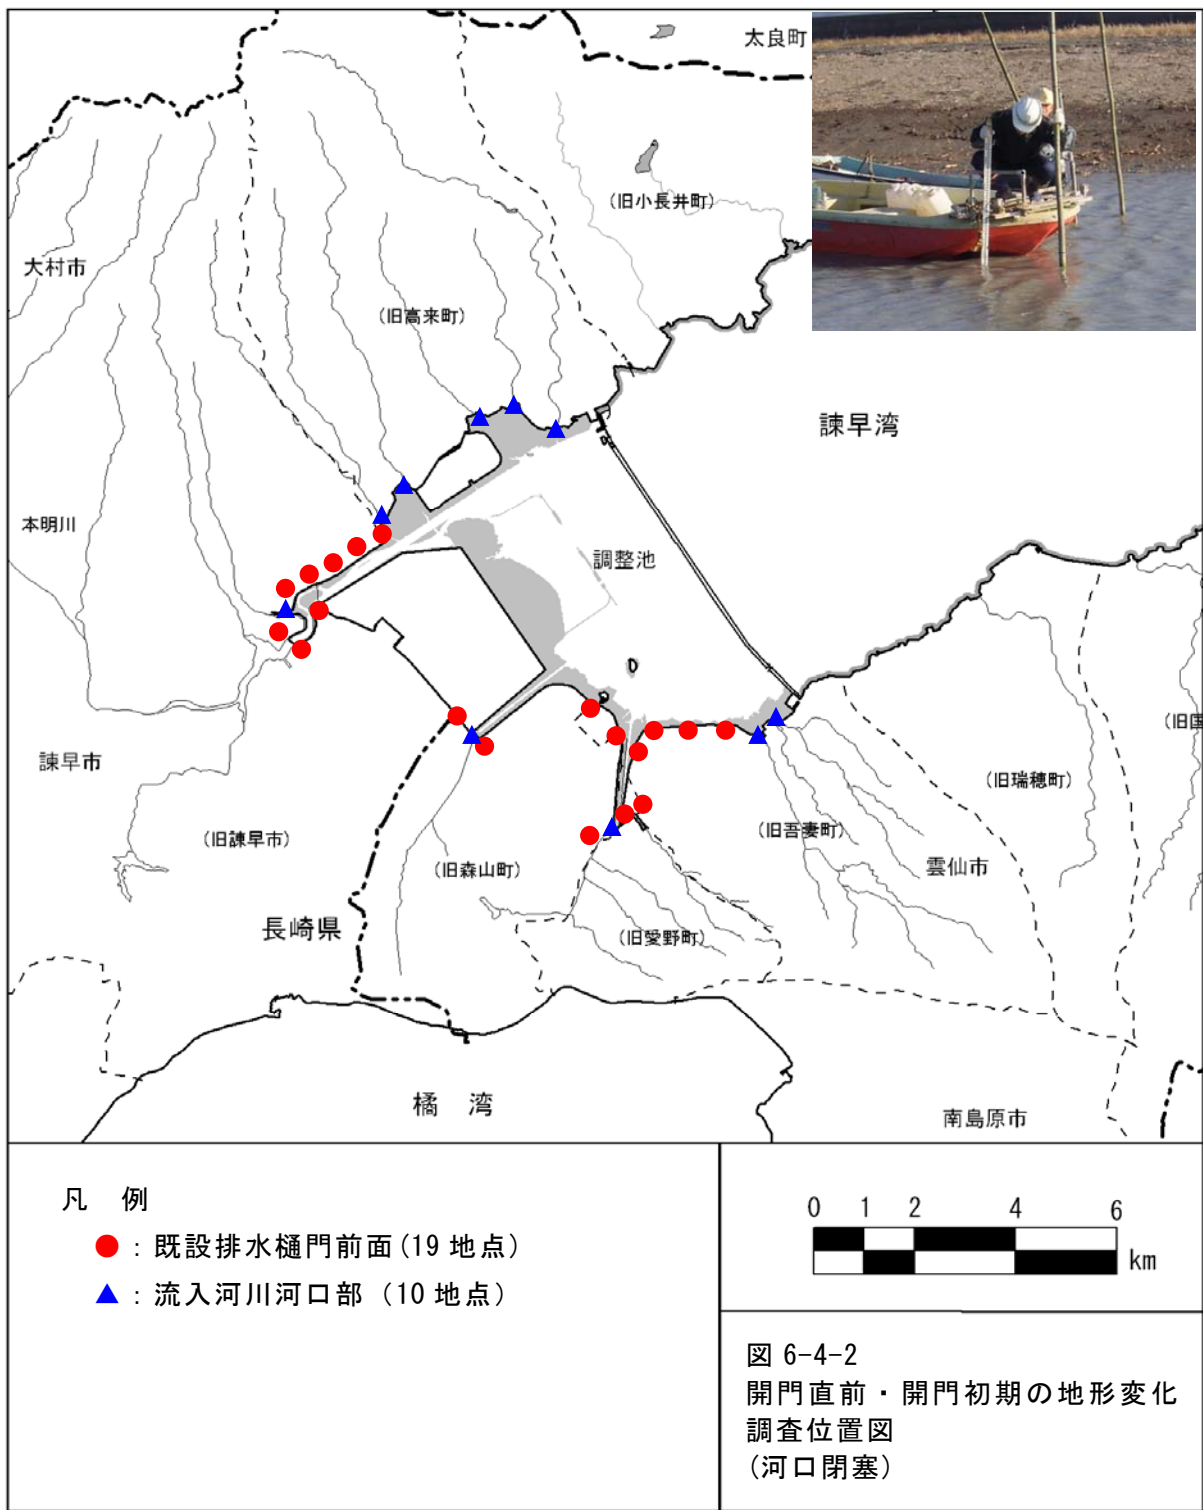 太良町
(旧小長井町)
大村市
(旧高来町)
諫早湾
本明川
調整池
(旧国
(旧瑞穂町)
諫早市
(旧諫早市)
(旧吾妻町)
(旧森山町)
雲仙市
長崎県
(旧愛野町)
橘 湾
南島原市
凡 例
: 既設排水樋門前面(19 地点)
: 流入河川河口部 (10 地点)
0 1 2 4 6
km
図 6-4-2
開門直前・開門初期の地形変化
調査位置図
(河口閉塞)